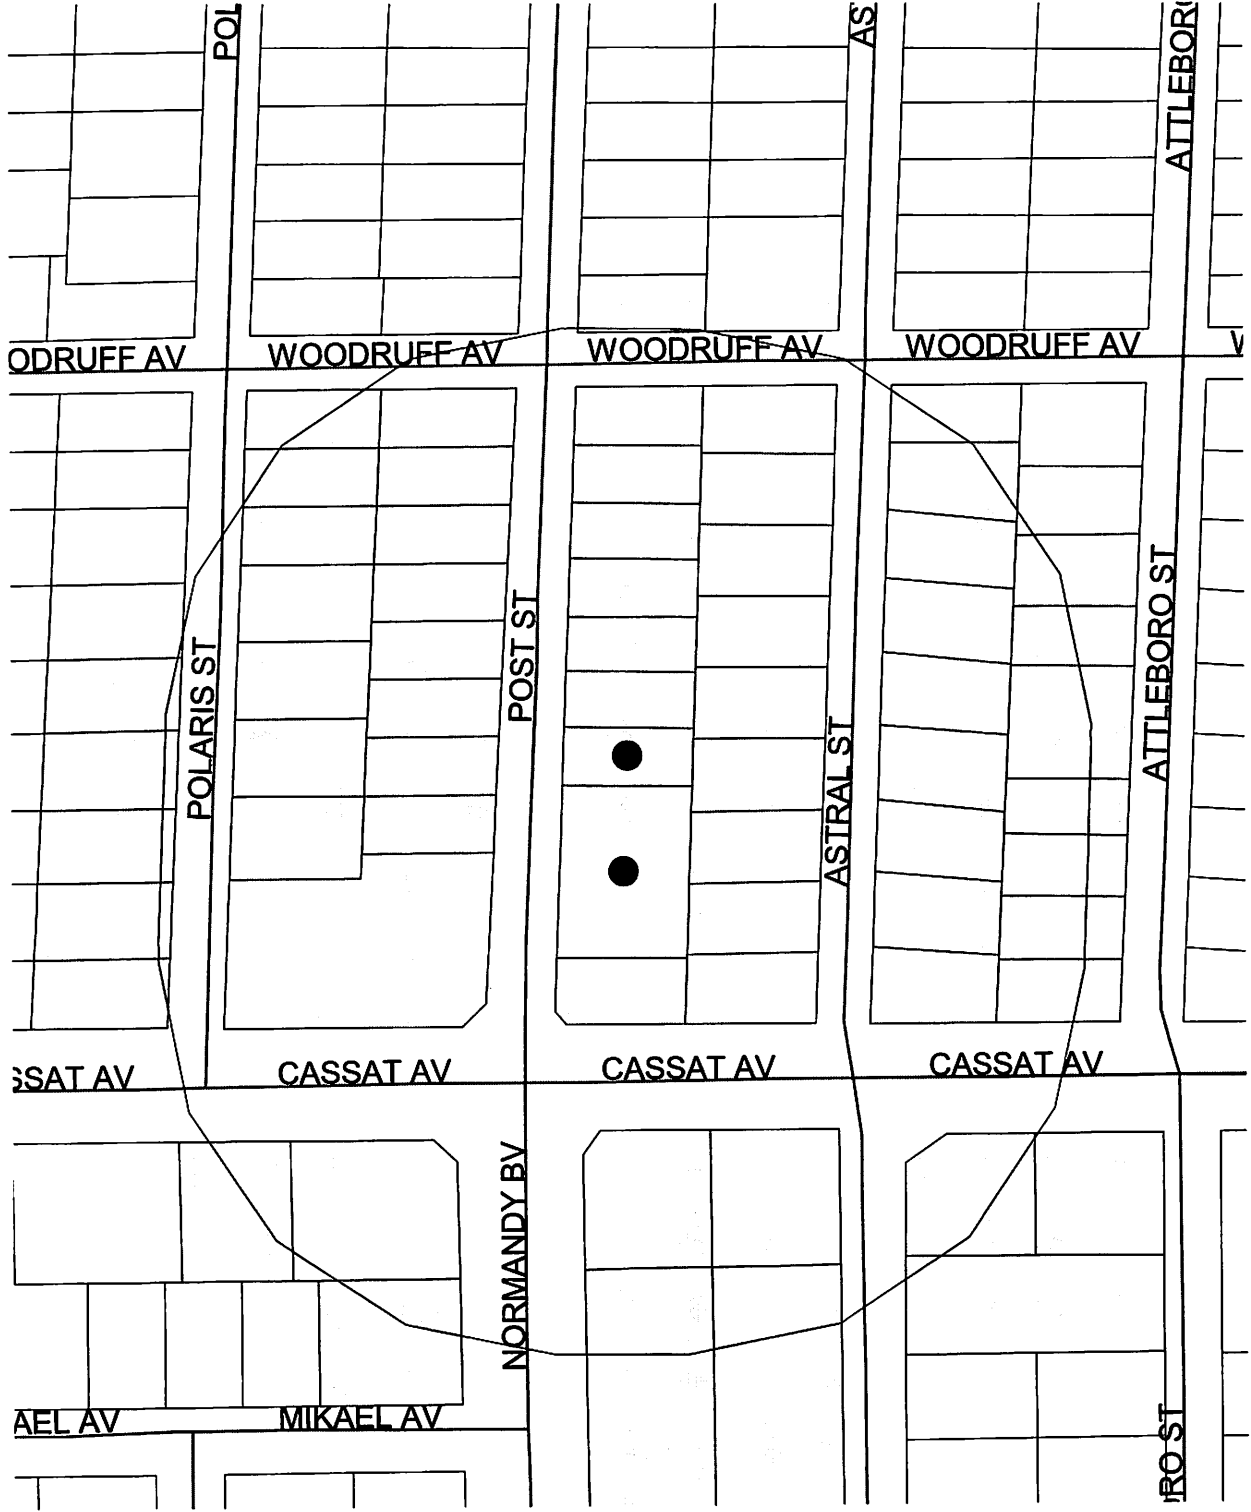 POL
AS
ATTLEBOR
ODRUFF AV
WOODRUFF AV
WOODRUFF AV
WOODRUFF AV
POLARIS ST
POST ST
ASTRAL ST
ATTLEBORO ST
SSAT AV
CASSAT AV
CASSAT AV
CASSAT AV
NORMANDY BV
AEL AV
MIKAEL AV
RO ST